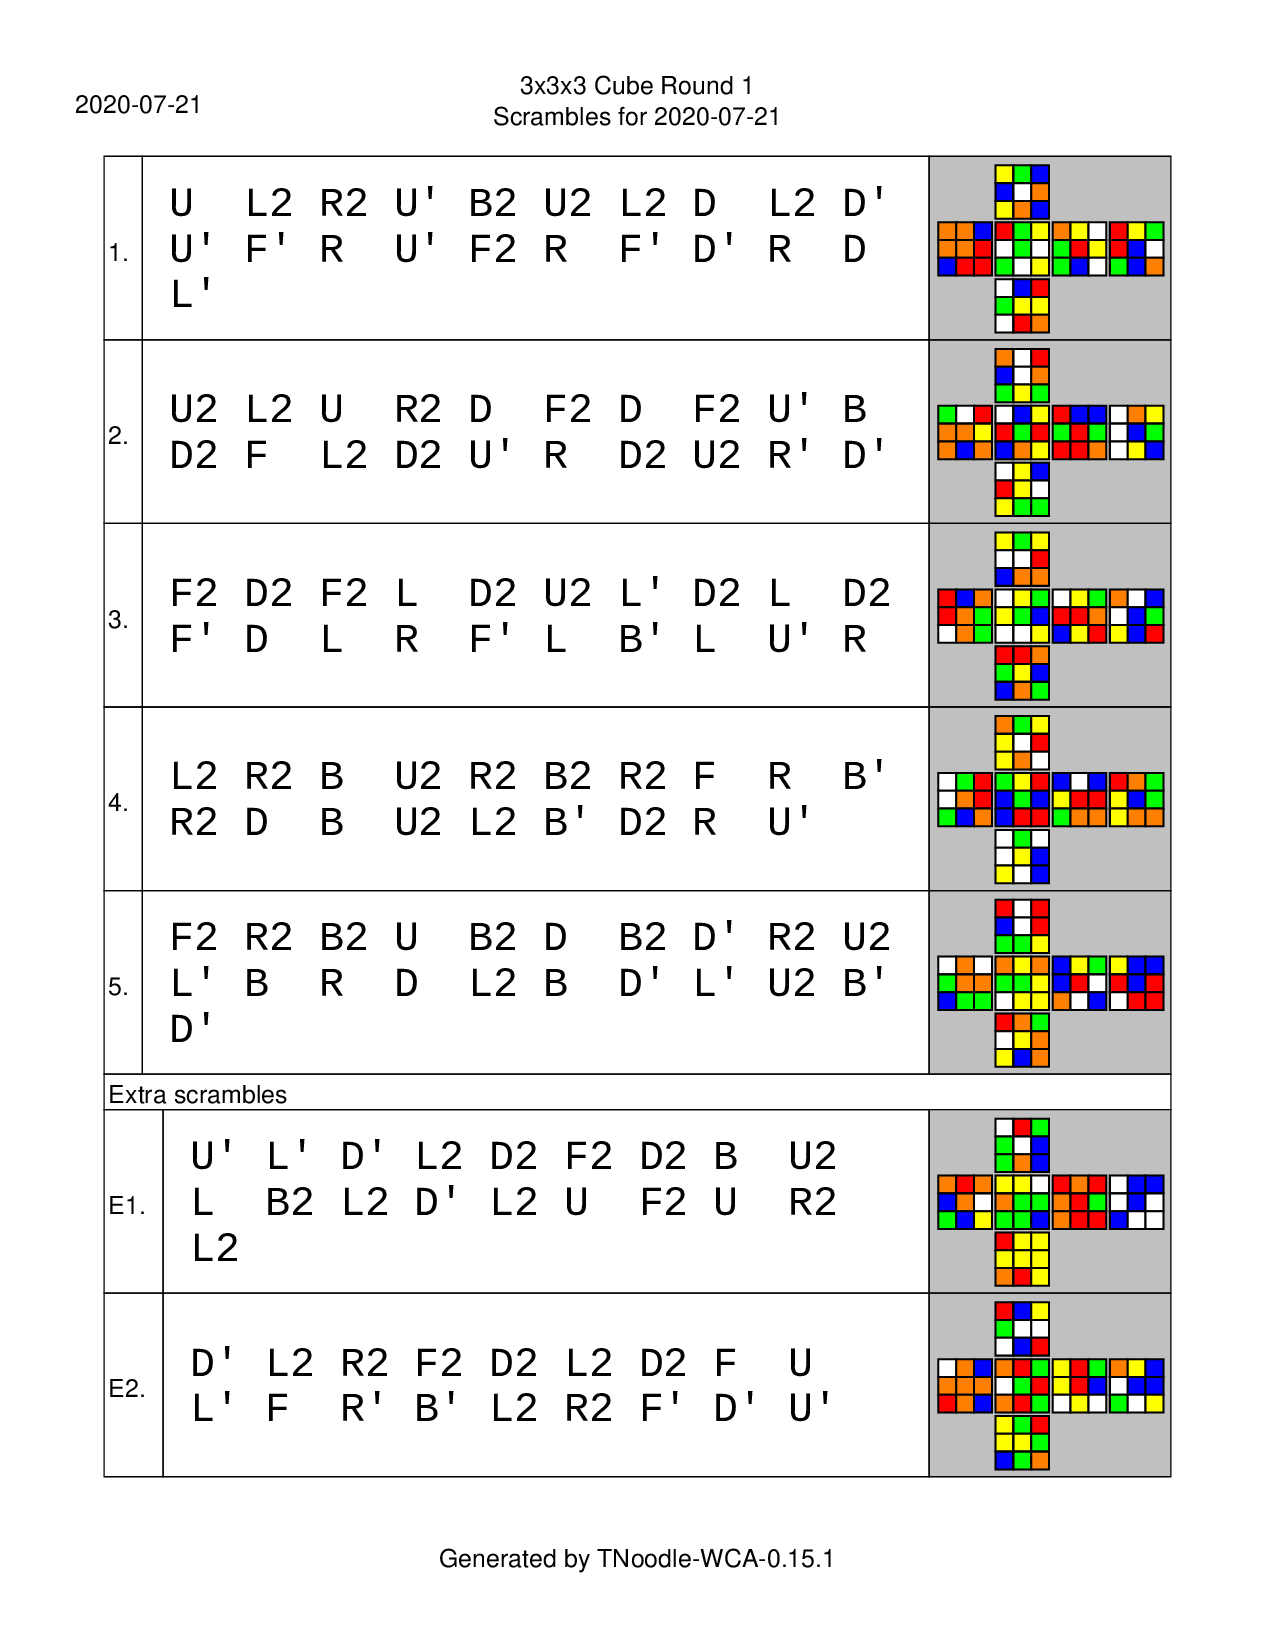 3x3x3 Cube Round 1
2020-07-21
Scrambles for 2020-07-21
1.
U L2 R2 U' B2 U2 L2 D L2 D'
U' F' R U' F2 R F' D' R D
L'
2.
U2 L2 U R2 D F2 D F2 U' B
D2 F L2 D2 U' R D2 U2 R' D'
3.
F2 D2 F2 L D2 U2 L' D2 L D2
F' D L R F' L B' L U' R
4.
L2 R2 B U2 R2 B2 R2 F R B'
R2 D B U2 L2 B' D2 R U'
5.
F2 R2 B2 U B2 D B2 D' R2 U2
L' B R D L2 B D' L' U2 B'
D'
Extra scrambles
E1.
U' L' D' L2 D2 F2 D2 B U2
L B2 L2 D' L2 U F2 U R2
L2
E2.
D' L2 R2 F2 D2 L2 D2 F U
L' F R' B' L2 R2 F' D' U'
Generated by TNoodle-WCA-0.15.1